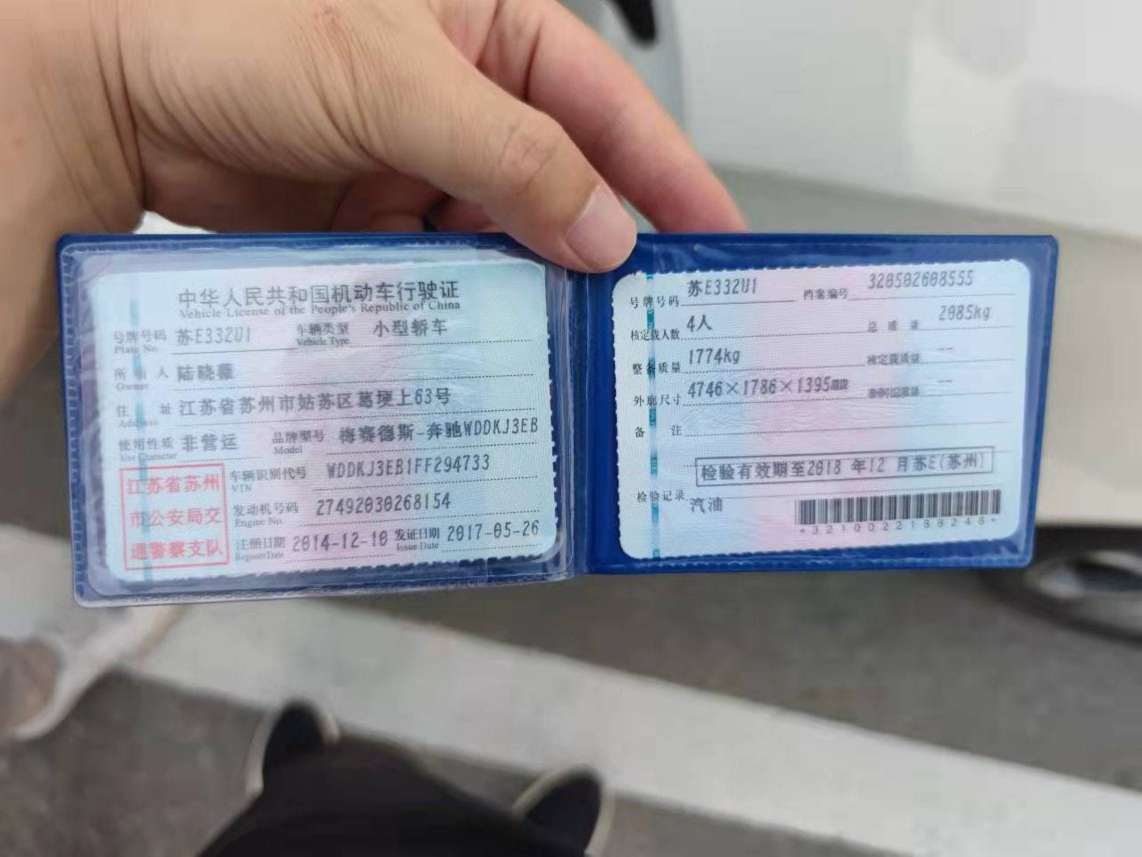 中华人民共和国机动车行驶证
Vehicle License of the People's Republic of China
号牌号码 苏E332U1 车辆类型 小型轿车
Plate No. Vehicle Type
所有人 陆晓薇
Owner
住址 江苏省苏州市姑苏区葛埂上63号
Address
使用性质 非营运 品牌型号 梅赛德斯-奔驰WDDKJ3EB
Use Character Model
江苏省苏州
市公安局交
通警察支队
车辆识别代号 WDDKJ3EB1FF294733
VIN
发动机号码 27492030268154
Engine No.
注册日期 2014-12-10 发证日期 2017-05-26
Register Date Issue Date
号牌号码 苏E332U1 档案编号 320502608555
核定载人数 4人 总质量 2085kg
整备质量 1774kg 核定载质量 --
外廓尺寸 4746×1786×1395mm --
备注
检验有效期至2018年12月苏E(苏州)
检验记录
汽油
*3210022158248*